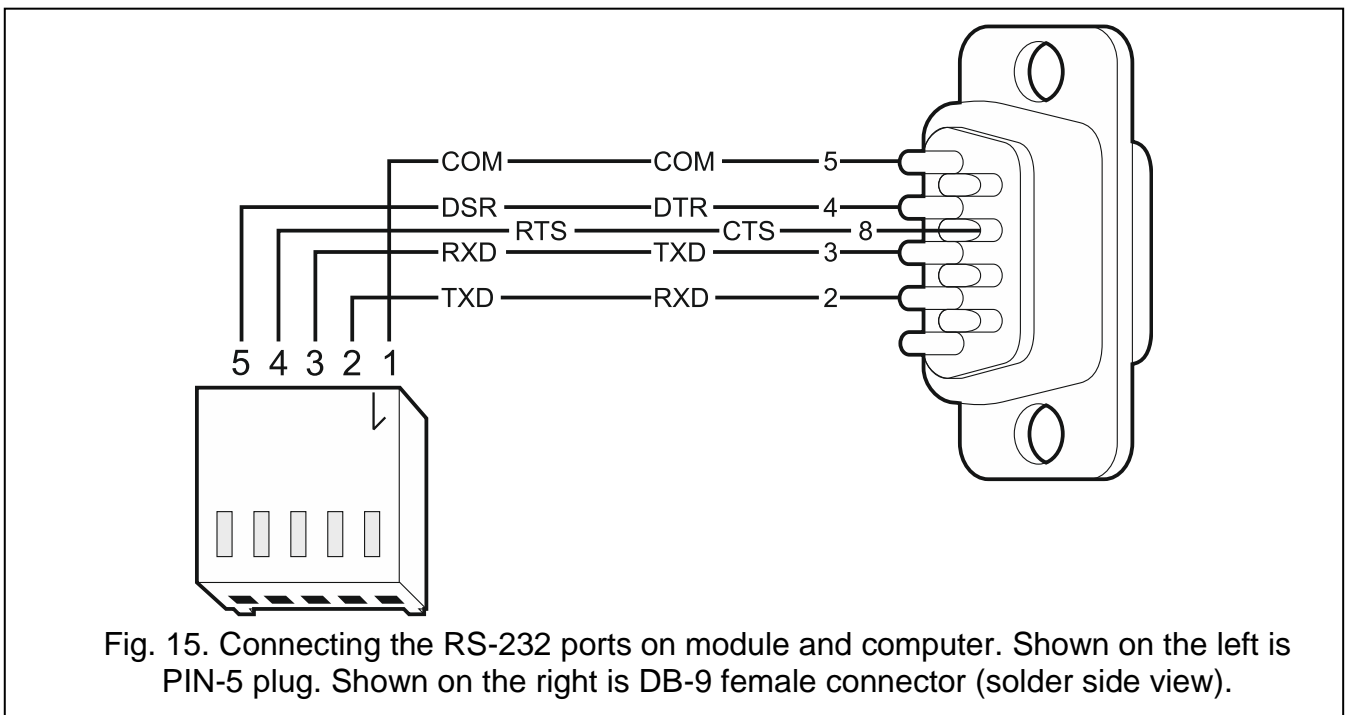 COM COM 5
DSR DTR 4
RTS CTS 8
RXD TXD 3
TXD RXD 2
5 4 3 2 1
Fig. 15. Connecting the RS-232 ports on module and computer. Shown on the left is
PIN-5 plug. Shown on the right is DB-9 female connector (solder side view).